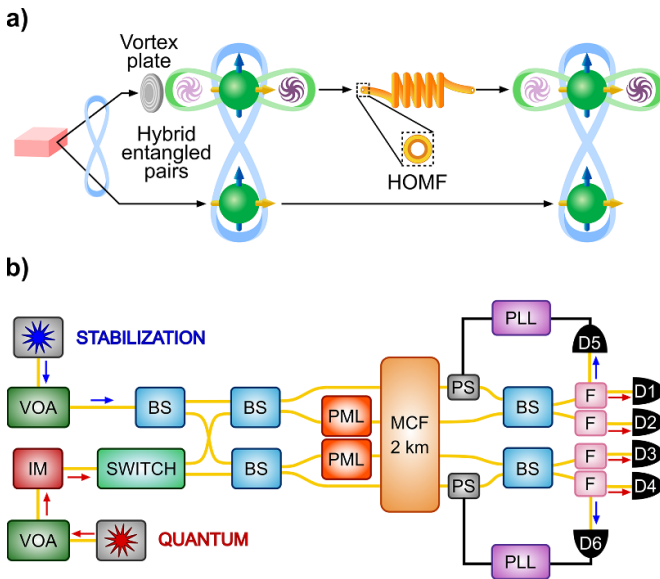 a)
Vortex
plate
Hybrid
entangled
pairs
HOMF
b)
STABILIZATION
PLL
D5
VOA
BS
BS
PS
BS
F
D1
F
D2
PML
MCF
2 km
IM
SWITCH
BS
PML
BS
F
D3
F
D4
PS
VOA
QUANTUM
PLL
D6